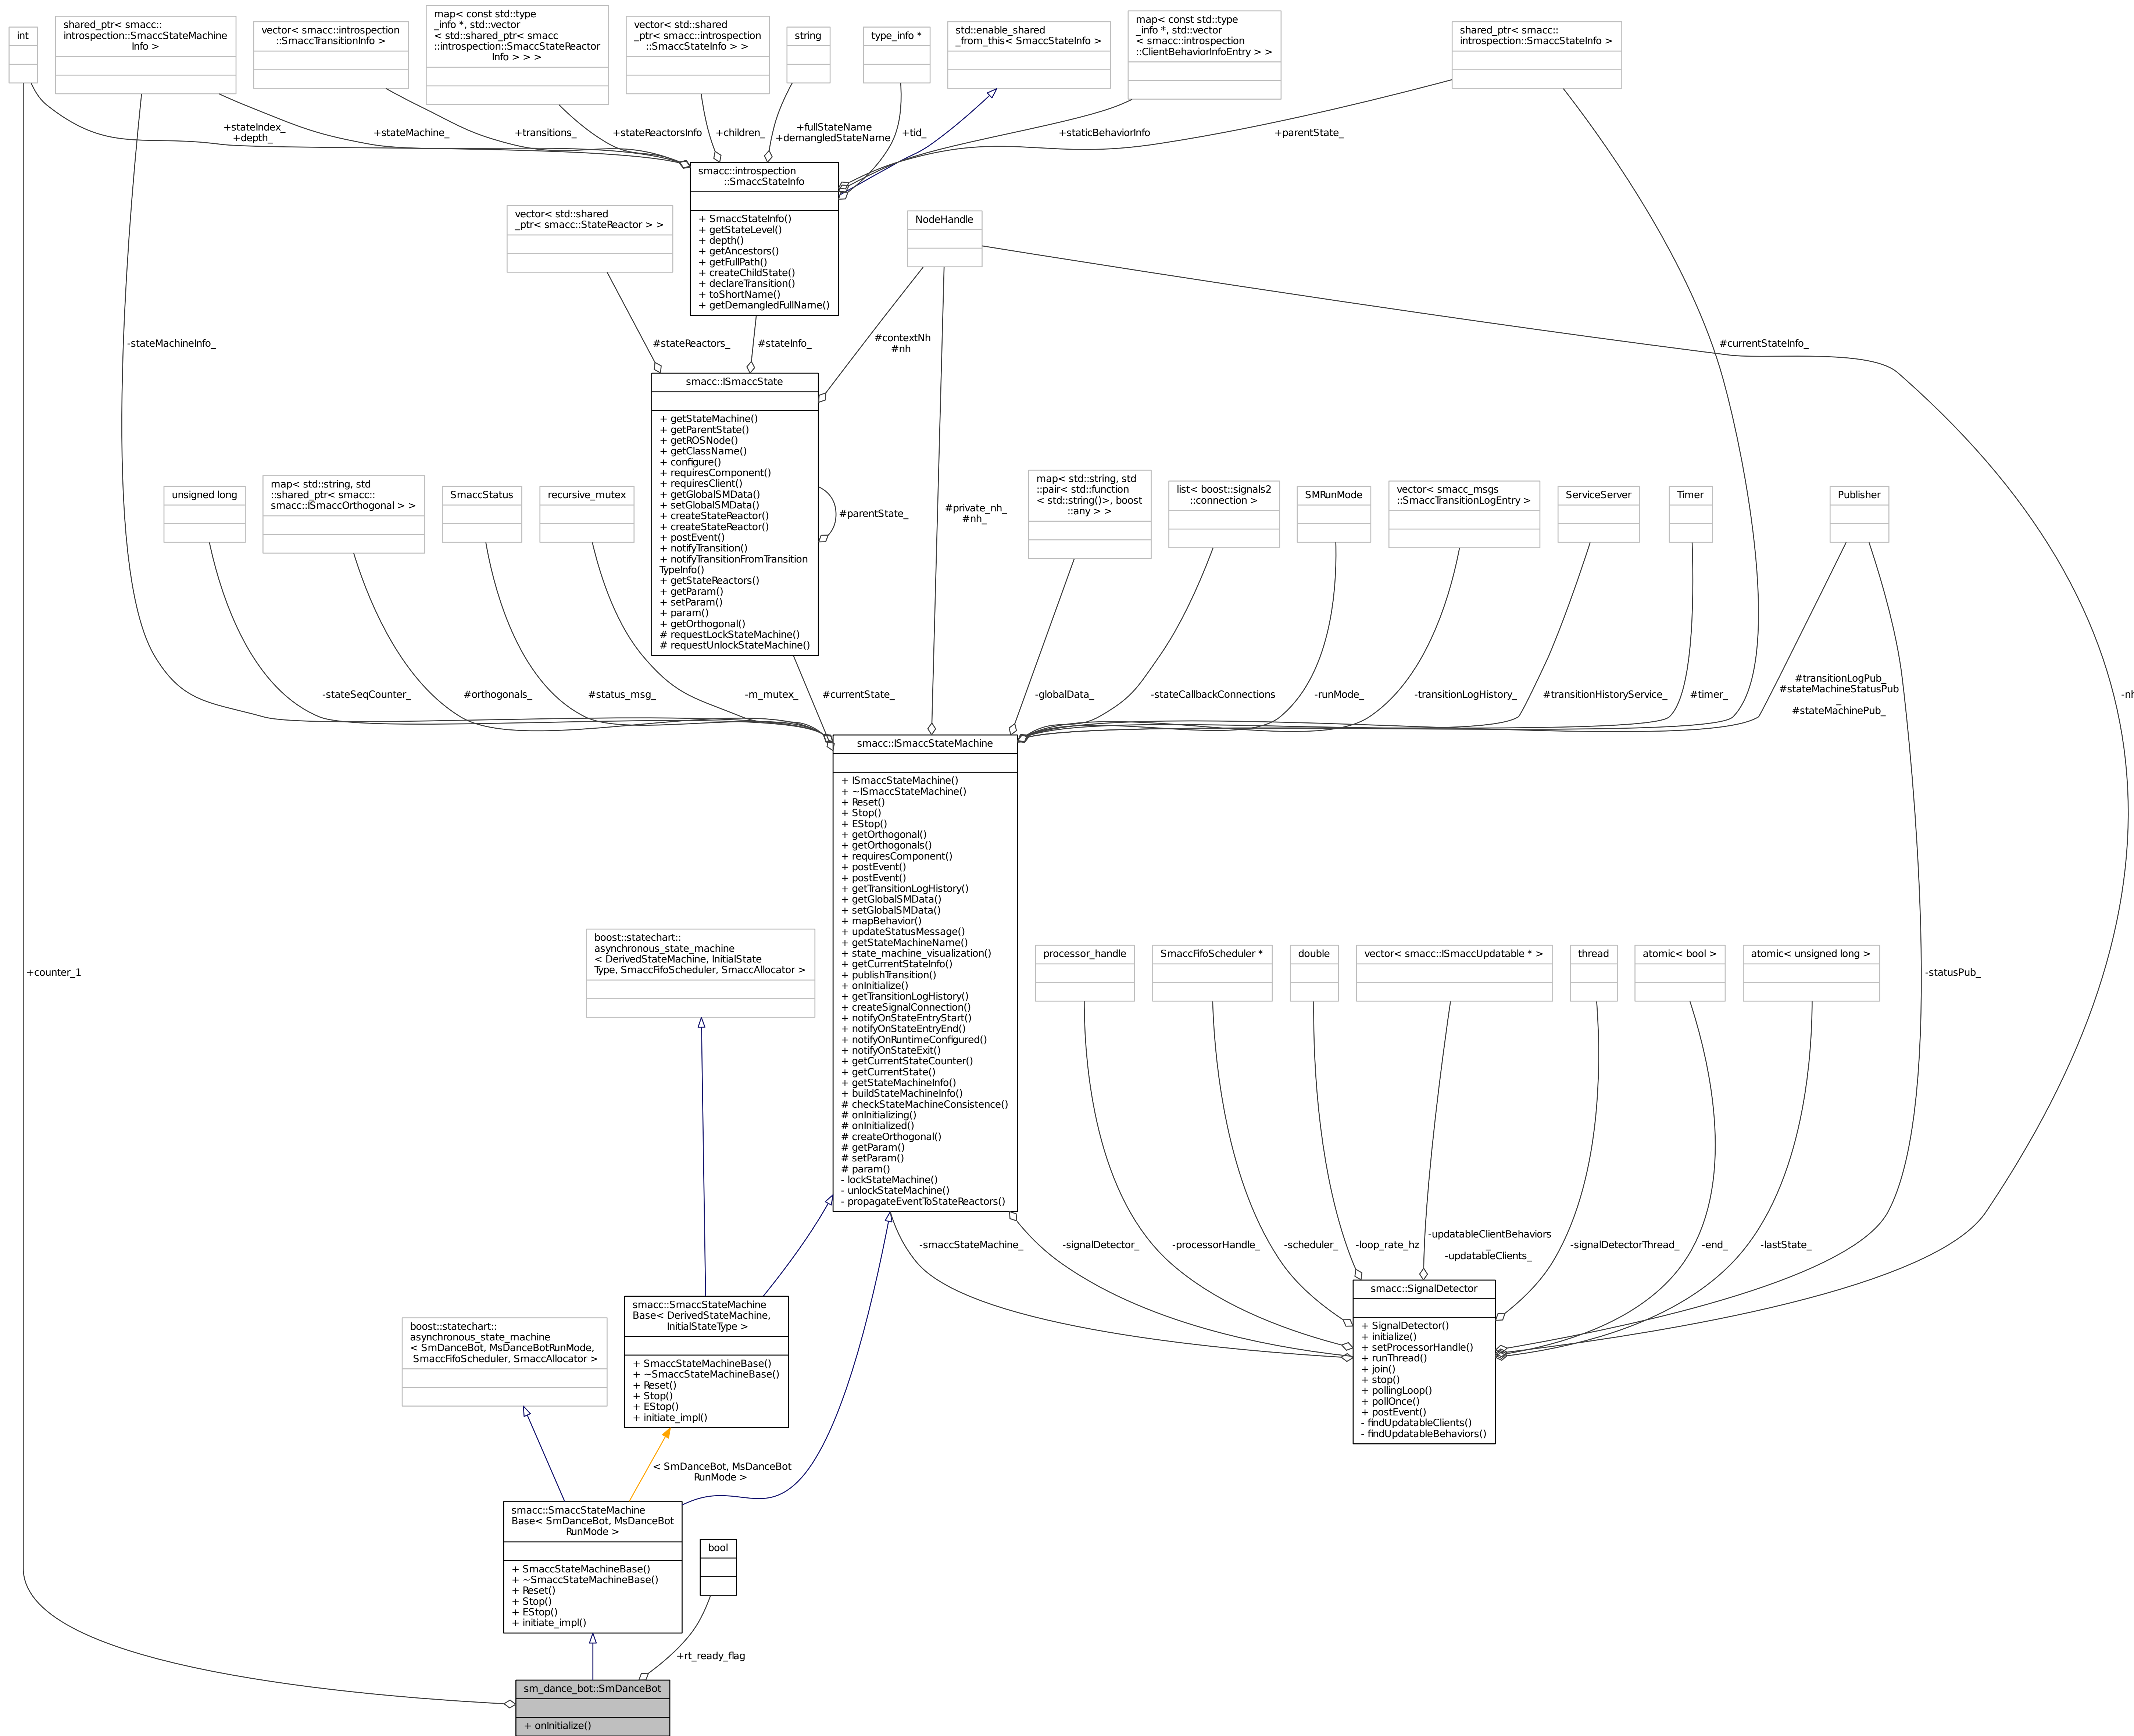 int
shared_ptr< smacc::
introspection::SmaccStateMachine
Info >
vector< smacc::introspection
::SmaccTransitionInfo >
map< const std::type
_info *, std::vector
< std::shared_ptr< smacc
::introspection::SmaccStateReactor
Info > > >
vector< std::shared
_ptr< smacc::introspection
::SmaccStateInfo > >
string
type_info *
std::enable_shared
_from_this< SmaccStateInfo >
map< const std::type
_info *, std::vector
< smacc::introspection
::ClientBehaviorInfoEntry > >
shared_ptr< smacc::
introspection::SmaccStateInfo >
+stateIndex_
+depth_
+stateMachine_
+transitions_
+stateReactorsInfo
+children_
+fullStateName
+demangledStateName
+tid_
+staticBehaviorInfo
+parentState_
smacc::introspection
::SmaccStateInfo
+ SmaccStateInfo()
+ getStateLevel()
+ depth()
+ getAncestors()
+ getFullPath()
+ createChildState()
+ declareTransition()
+ toShortName()
+ getDemangledFullName()
vector< std::shared
_ptr< smacc::StateReactor > >
NodeHandle
-stateMachineInfo_
#stateReactors_
#stateInfo_
#contextNh
#nh
#currentStateInfo_
smacc::ISmaccState
+ getStateMachine()
+ getParentState()
+ getROSNode()
+ getClassName()
+ configure()
+ requiresComponent()
+ requiresClient()
+ getGlobalSMData()
+ setGlobalSMData()
+ createStateReactor()
+ createStateReactor()
+ postEvent()
+ notifyTransition()
+ notifyTransitionFromTransition
TypeInfo()
+ getStateReactors()
+ getParam()
+ setParam()
+ param()
+ getOrthogonal()
# requestLockStateMachine()
# requestUnlockStateMachine()
#parentState_
unsigned long
map< std::string, std
::shared_ptr< smacc::
smacc::ISmaccOrthogonal > >
SmaccStatus
recursive_mutex
#private_nh_
#nh_
map< std::string, std
::pair< std::function
< std::string()>, boost
::any > >
list< boost::signals2
::connection >
SMRunMode
vector< smacc_msgs
::SmaccTransitionLogEntry >
ServiceServer
Timer
Publisher
-stateSeqCounter_
#orthogonals_
#status_msg_
-m_mutex_
#currentState_
-globalData_
-stateCallbackConnections
-runMode_
-transitionLogHistory_
#transitionHistoryService_
#timer_
#transitionLogPub_
#stateMachineStatusPub
_
#stateMachinePub_
smacc::ISmaccStateMachine
+ ISmaccStateMachine()
+ ~ISmaccStateMachine()
+ Reset()
+ Stop()
+ EStop()
+ getOrthogonal()
+ getOrthogonals()
+ requiresComponent()
+ postEvent()
+ postEvent()
+ getTransitionLogHistory()
+ getGlobalSMData()
+ setGlobalSMData()
+ mapBehavior()
+ updateStatusMessage()
+ getStateMachineName()
+ state_machine_visualization()
+ getCurrentStateInfo()
+ publishTransition()
+ onInitialize()
+ getTransitionLogHistory()
+ createSignalConnection()
+ notifyOnStateEntryStart()
+ notifyOnStateEntryEnd()
+ notifyOnRuntimeConfigured()
+ notifyOnStateExit()
+ getCurrentStateCounter()
+ getCurrentState()
+ getStateMachineInfo()
+ buildStateMachineInfo()
# checkStateMachineConsistence()
# onInitializing()
# onInitialized()
# createOrthogonal()
# getParam()
# setParam()
# param()
- lockStateMachine()
- unlockStateMachine()
- propagateEventToStateReactors()
boost::statechart::
asynchronous_state_machine
< DerivedStateMachine, InitialState
Type, SmaccFifoScheduler, SmaccAllocator >
processor_handle
SmaccFifoScheduler *
double
vector< smacc::ISmaccUpdatable * >
thread
atomic< bool >
atomic< unsigned long >
+counter_1
-statusPub_
-smaccStateMachine_
-signalDetector_
-processorHandle_
-scheduler_
-loop_rate_hz
-updatableClientBehaviors
_
-updatableClients_
-signalDetectorThread_
-end_
-lastState_
smacc::SignalDetector
+ SignalDetector()
+ initialize()
+ setProcessorHandle()
+ runThread()
+ join()
+ stop()
+ pollingLoop()
+ pollOnce()
+ postEvent()
- findUpdatableClients()
- findUpdatableBehaviors()
smacc::SmaccStateMachine
Base< DerivedStateMachine,
InitialStateType >
+ SmaccStateMachineBase()
+ ~SmaccStateMachineBase()
+ Reset()
+ Stop()
+ EStop()
+ initiate_impl()
boost::statechart::
asynchronous_state_machine
< SmDanceBot, MsDanceBotRunMode,
SmaccFifoScheduler, SmaccAllocator >
< SmDanceBot, MsDanceBot
RunMode >
smacc::SmaccStateMachine
Base< SmDanceBot, MsDanceBot
RunMode >
+ SmaccStateMachineBase()
+ ~SmaccStateMachineBase()
+ Reset()
+ Stop()
+ EStop()
+ initiate_impl()
bool
+rt_ready_flag
sm_dance_bot::SmDanceBot
+ onInitialize()